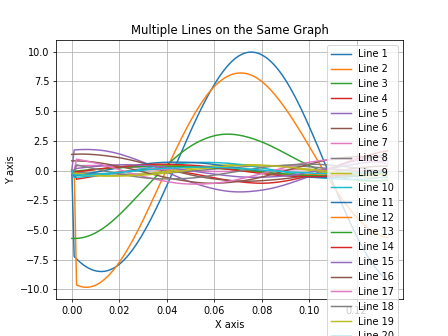 Multiple Lines on the Same Graph
10.0
7.5
5.0
2.5
0.0
−2.5
−5.0
−7.5
−10.0
Y axis
0.00
0.02
0.04
0.06
0.08
0.10
X axis
Line 1
Line 2
Line 3
Line 4
Line 5
Line 6
Line 7
Line 8
Line 9
Line 10
Line 11
Line 12
Line 13
Line 14
Line 15
Line 16
Line 17
Line 18
Line 19
Line 20